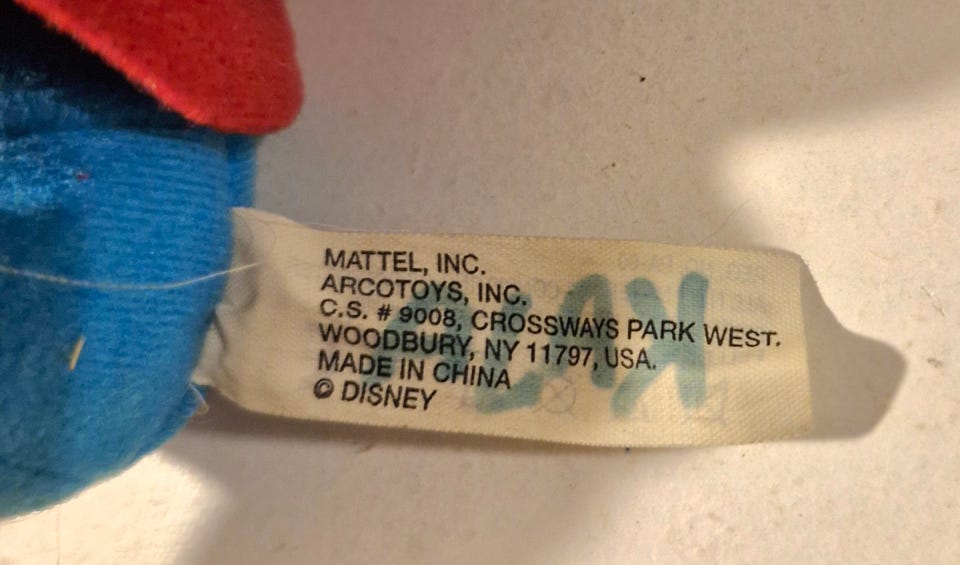 MATTEL, INC.
ARCOTOYS, INC.
C.S. # 9008, CROSSWAYS PARK WEST.
WOODBURY, NY 11797, USA.
MADE IN CHINA
© DISNEY